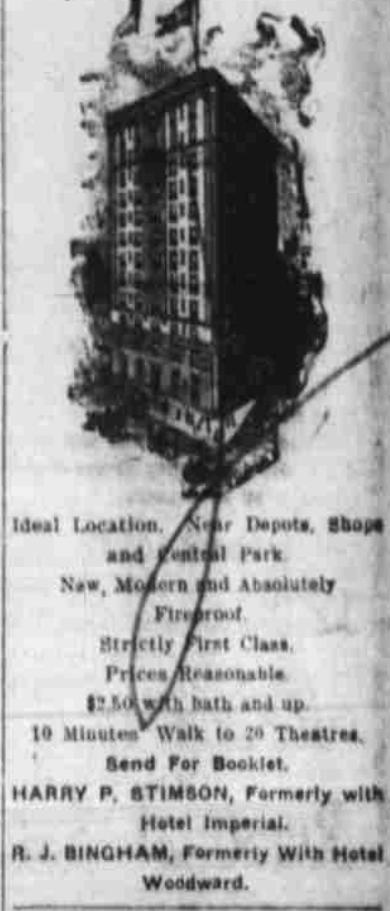 Ideal Location. Near Depots, Shops
and Central Park.
New, Modern and Absolutely
Fireproof.
Strictly First Class.
Prices Reasonable.
$2.50 with bath and up.
10 Minutes' Walk to 20 Theatres.
Send For Booklet.
HARRY P. STIMSON, Formerly with
Hotel Imperial.
R. J. BINGHAM, Formerly With Hotel
Woodward.